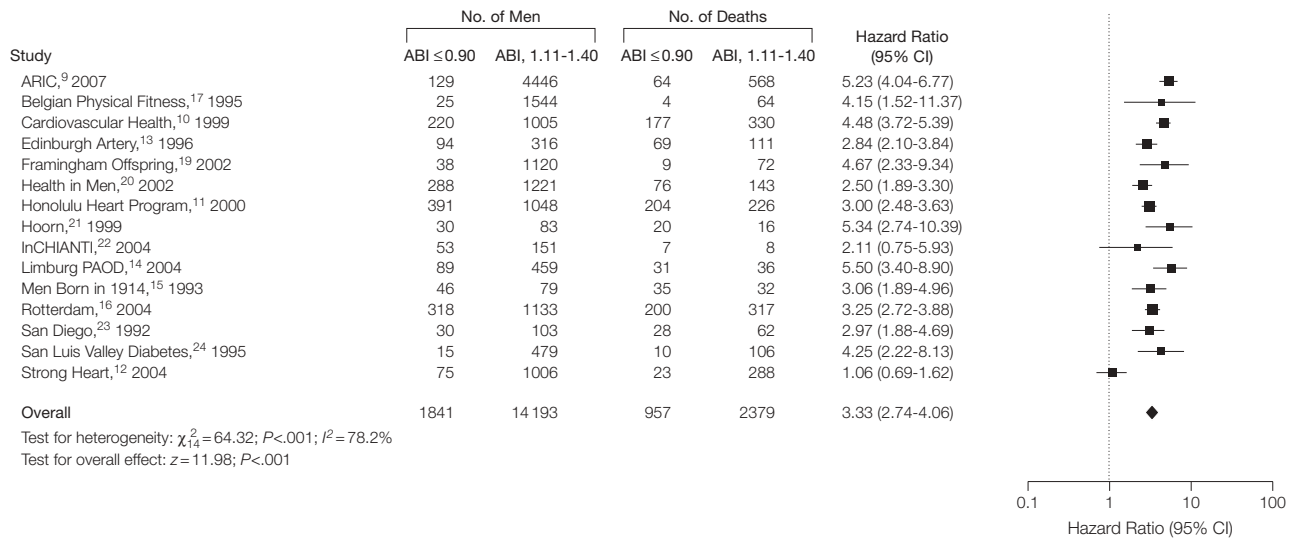 No. of Men No. of Deaths
Study ABI ≤0.90 ABI, 1.11-1.40 ABI ≤0.90 ABI, 1.11-1.40 Hazard Ratio (95% CI)
ARIC,⁹ 2007 129 4446 64 568 5.23 (4.04-6.77)
Belgian Physical Fitness,¹⁷ 1995 25 1544 4 64 4.15 (1.52-11.37)
Cardiovascular Health,¹⁰ 1999 220 1005 177 330 4.48 (3.72-5.39)
Edinburgh Artery,¹³ 1996 94 316 69 111 2.84 (2.10-3.84)
Framingham Offspring,¹⁹ 2002 38 1120 9 72 4.67 (2.33-9.34)
Health in Men,²⁰ 2002 288 1221 76 143 2.50 (1.89-3.30)
Honolulu Heart Program,¹¹ 2000 391 1048 204 226 3.00 (2.48-3.63)
Hoorn,²¹ 1999 30 83 20 16 5.34 (2.74-10.39)
InCHIANTI,²² 2004 53 151 7 8 2.11 (0.75-5.93)
Limburg PAOD,¹⁴ 2004 89 459 31 36 5.50 (3.40-8.90)
Men Born in 1914,¹⁵ 1993 46 79 35 32 3.06 (1.89-4.96)
Rotterdam,¹⁶ 2004 318 1133 200 317 3.25 (2.72-3.88)
San Diego,²³ 1992 30 103 28 62 2.97 (1.88-4.69)
San Luis Valley Diabetes,²⁴ 1995 15 479 10 106 4.25 (2.22-8.13)
Strong Heart,¹² 2004 75 1006 23 288 1.06 (0.69-1.62)
Overall 1841 14 193 957 2379 3.33 (2.74-4.06)
Test for heterogeneity: χ²₁₄ = 64.32; P<.001; I² = 78.2%
Test for overall effect: z = 11.98; P<.001
0.1 1 10 100
Hazard Ratio (95% CI)